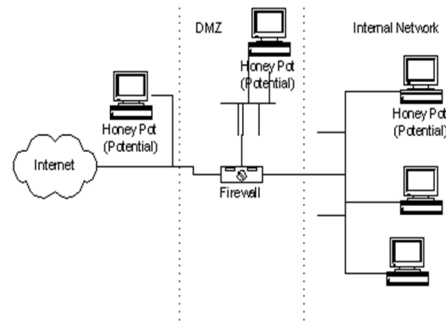 DMZ
Internal Network
Honey Pot
(Potential)
Honey Pot
(Potential)
Honey Pot
(Potential)
Internet
Firewall